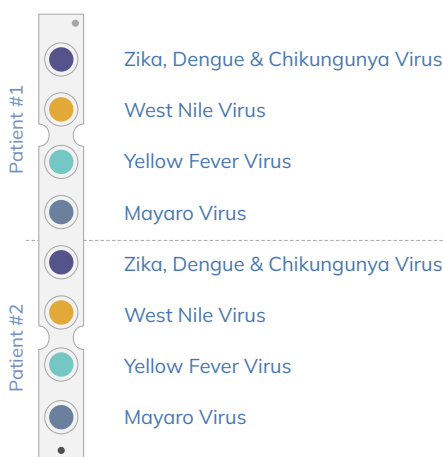 Patient #1
Zika, Dengue & Chikungunya Virus
West Nile Virus
Yellow Fever Virus
Mayaro Virus
Patient #2
Zika, Dengue & Chikungunya Virus
West Nile Virus
Yellow Fever Virus
Mayaro Virus